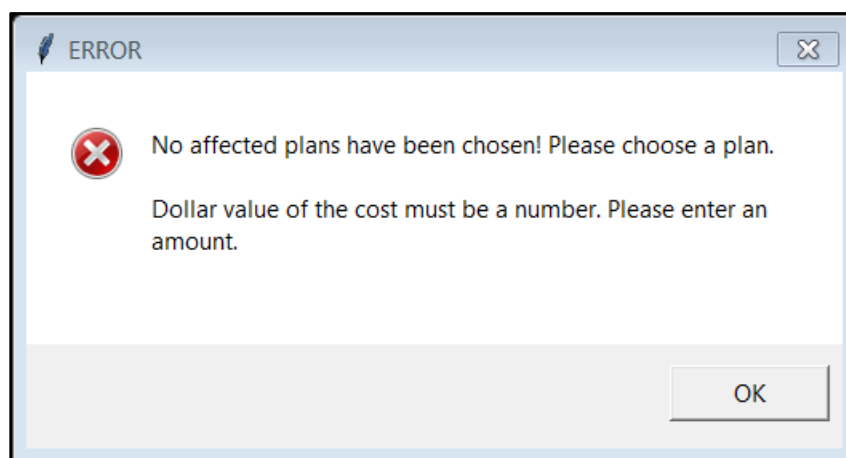 ERROR
No affected plans have been chosen! Please choose a plan.
Dollar value of the cost must be a number. Please enter an
amount.
OK